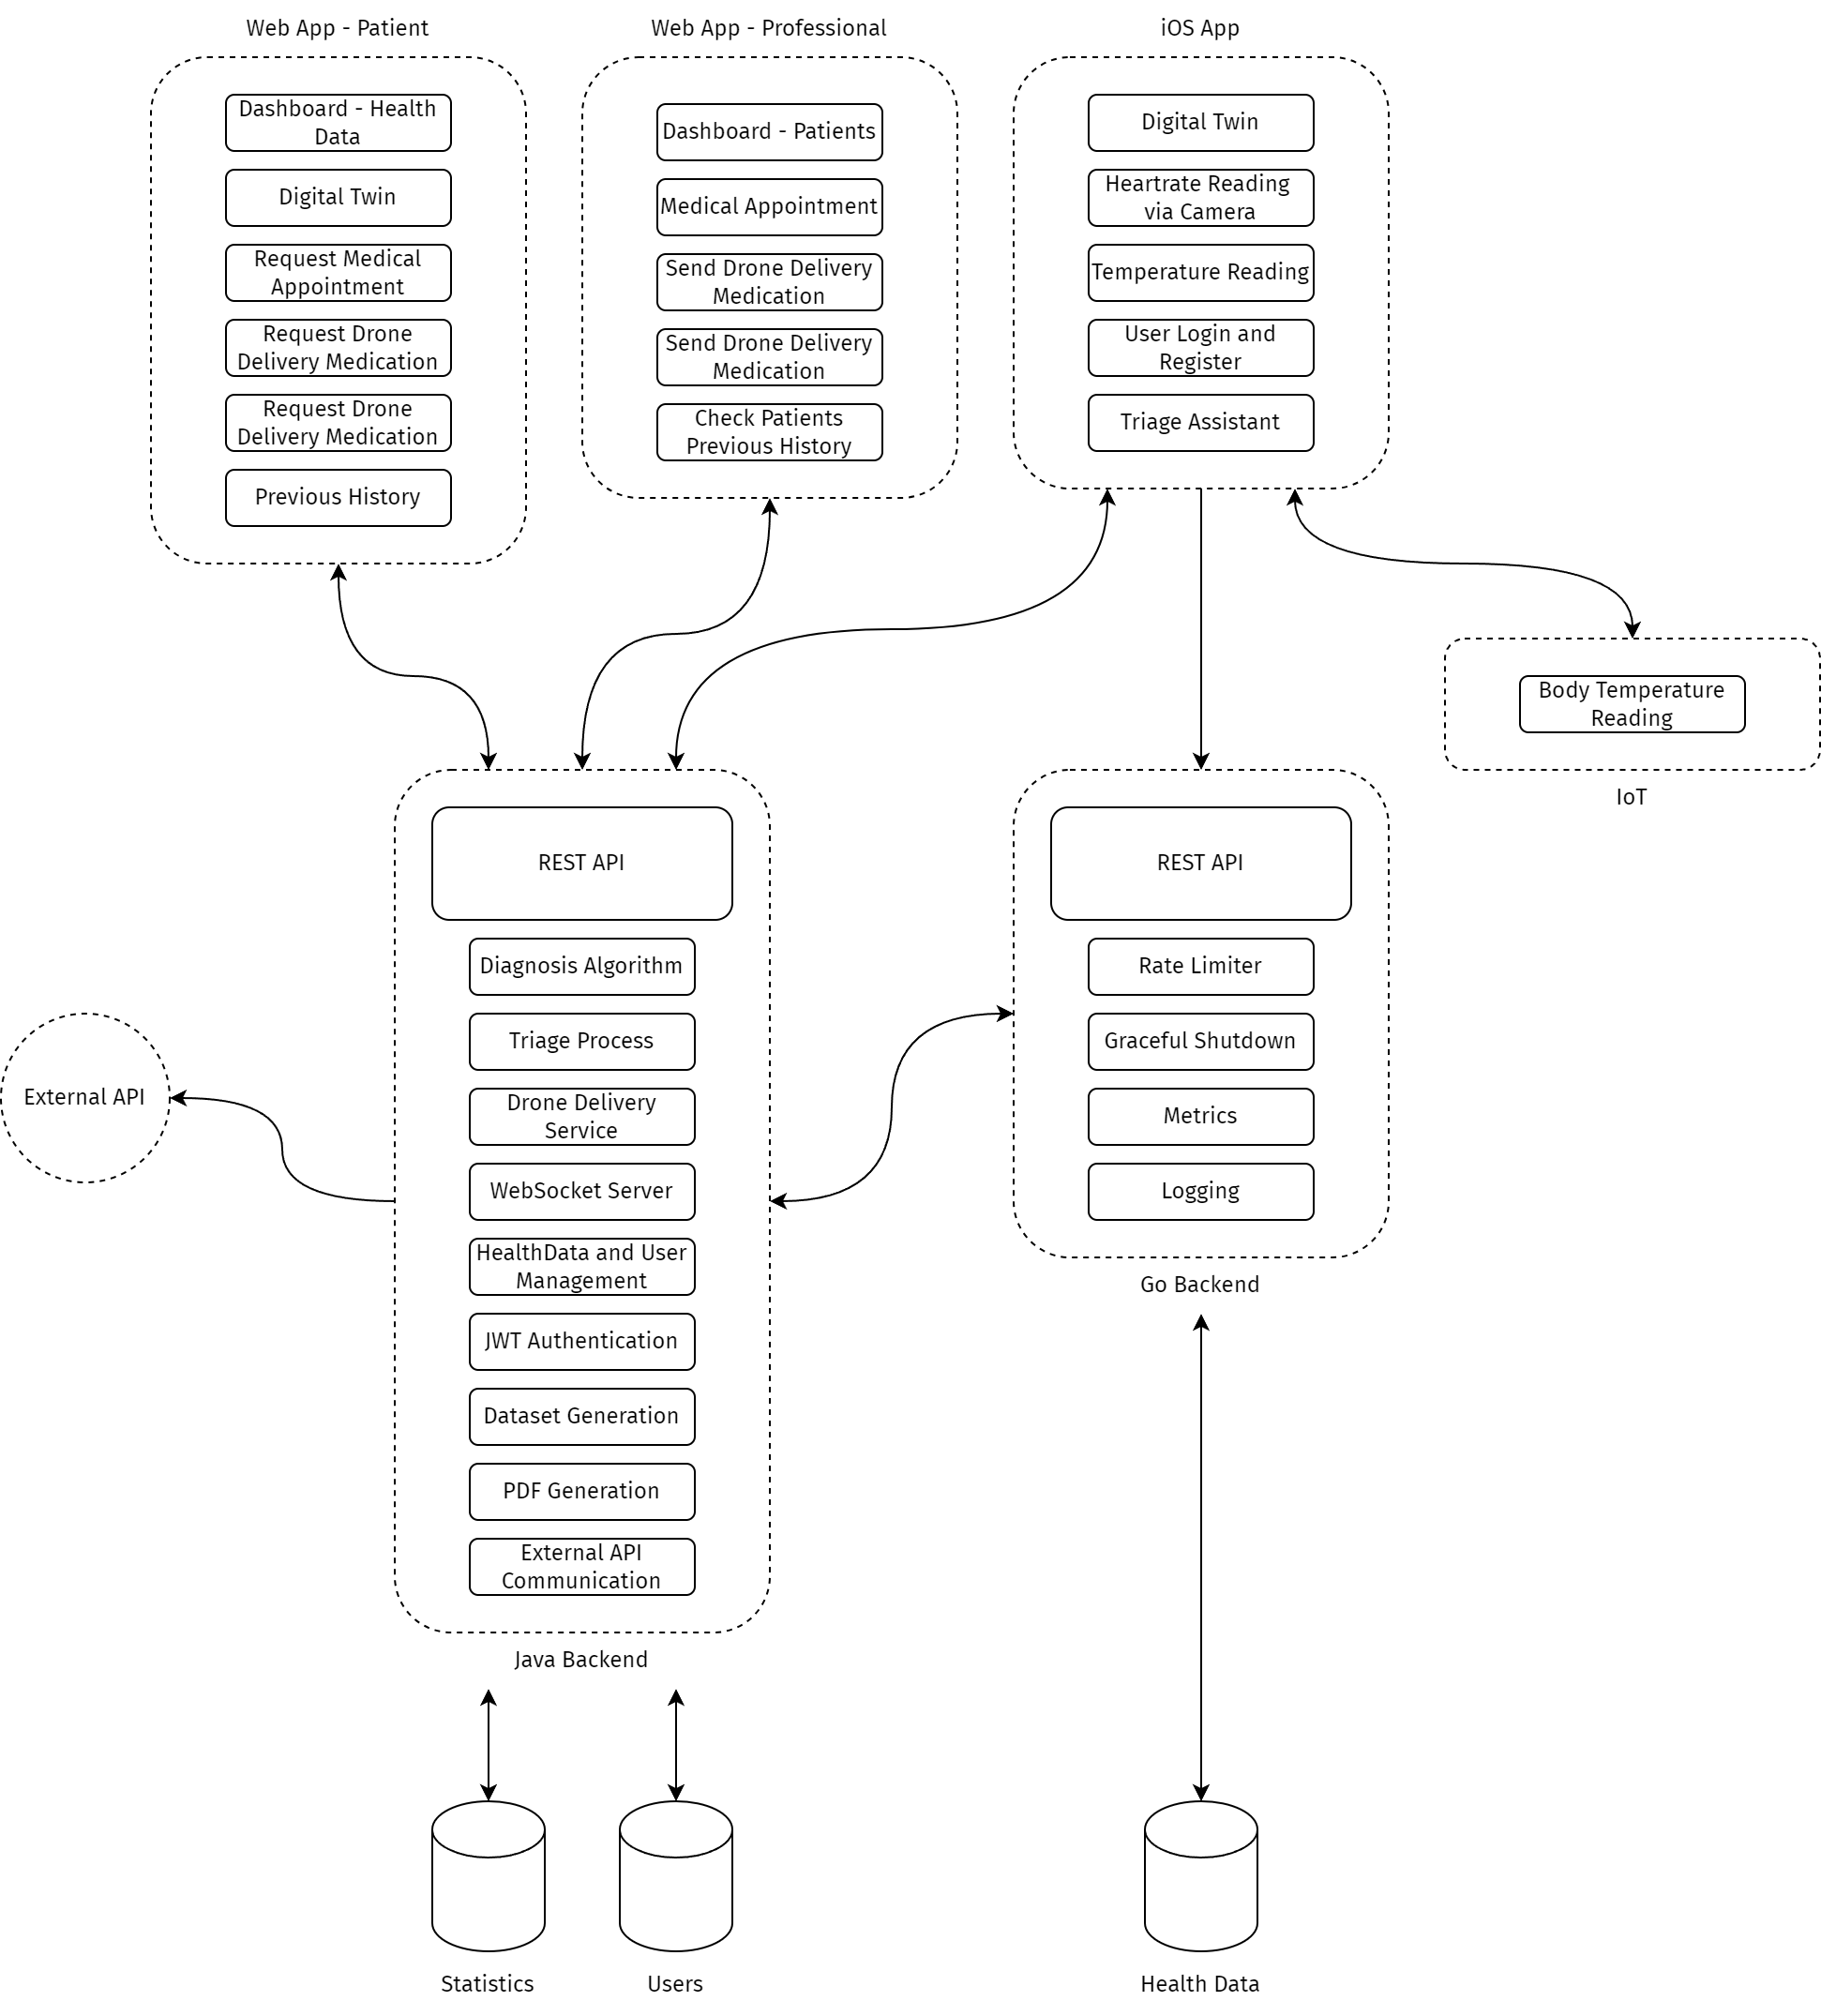 Web App - Patient
Dashboard - Health
Data
Digital Twin
Request Medical
Appointment
Request Drone
Delivery Medication
Request Drone
Delivery Medication
Previous History
Web App - Professional
Dashboard - Patients
Medical Appointment
Send Drone Delivery
Medication
Send Drone Delivery
Medication
Check Patients
Previous History
iOS App
Digital Twin
Heartrate Reading
via Camera
Temperature Reading
User Login and
Register
Triage Assistant
Body Temperature
Reading
IoT
External API
REST API
Diagnosis Algorithm
Triage Process
Drone Delivery
Service
WebSocket Server
HealthData and User
Management
JWT Authentication
Dataset Generation
PDF Generation
External API
Communication
Java Backend
REST API
Rate Limiter
Graceful Shutdown
Metrics
Logging
Go Backend
Statistics
Users
Health Data